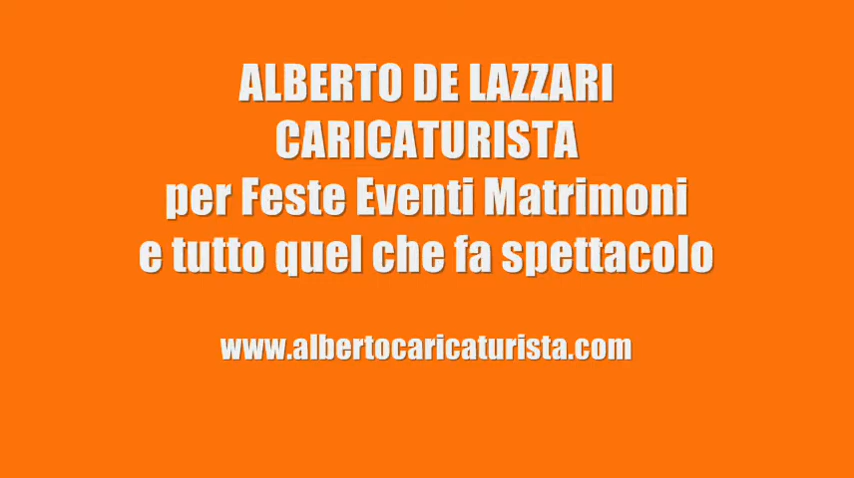 ALBERTO DE LAZZARI
CARICATURISTA
per Feste Eventi Matrimoni
e tutto quel che fa spettacolo
www.albertocaricaturista.com